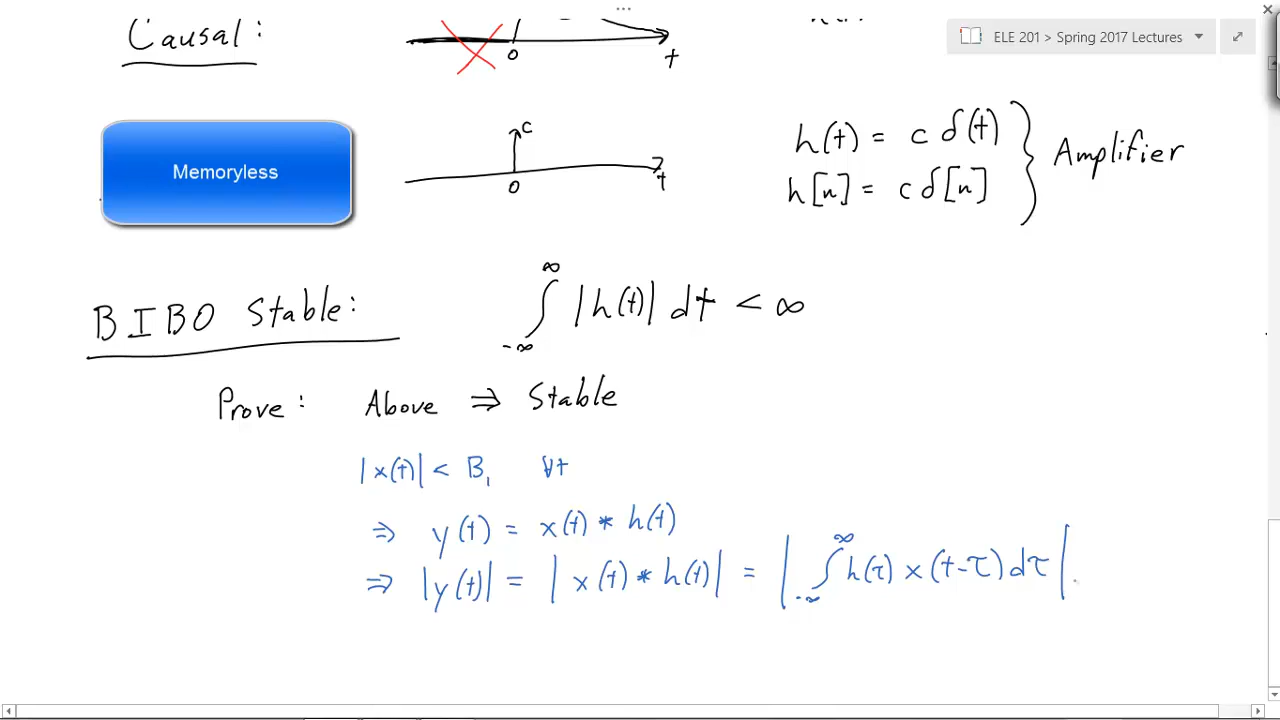 ELE 201 > Spring 2017 Lectures
Causal:
0
t
Memoryless
c
0
t
h(t) = c δ(t)
h[n] = c δ[n]
Amplifier
BIBO Stable:
∫_{-∞}^{∞} |h(t)| dt < ∞
Prove: Above ⇒ Stable
|x(t)| < B₁ ∀t
⇒ y(t) = x(t) * h(t)
⇒ |y(t)| = | x(t) * h(t)| = | ∫_{-∞}^{∞} h(τ) x(t-τ) dτ |